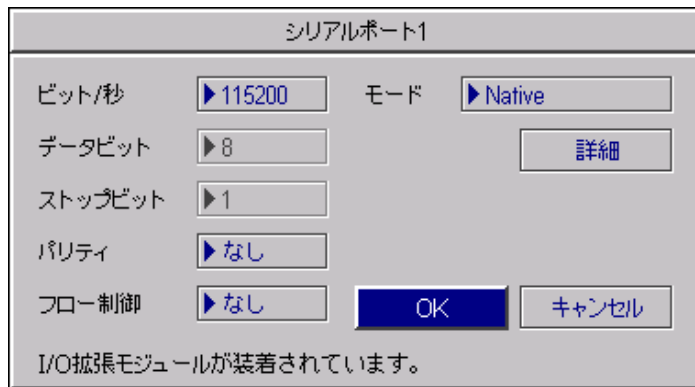 シリアルポート1
ビット/秒 ▶115200 モード ▶Native
データビット ▶8 詳細
ストップビット ▶1
パリティ ▶なし
フロー制御 ▶なし OK キャンセル
I/O拡張モジュールが装着されています。